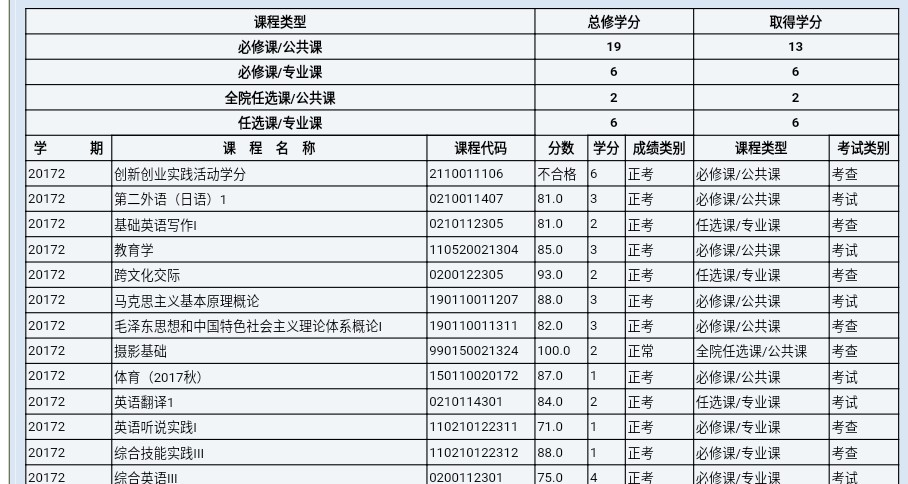 课程类型 总修学分 取得学分
必修课/公共课 19 13
必修课/专业课 6 6
全院任选课/公共课 2 2
任选课/专业课 6 6
学 期 课 程 名 称 课程代码 分数 学分 成绩类别 课程类型 考试类别
20172 创新创业实践活动学分 2110011106 不合格 6 正考 必修课/公共课 考查
20172 第二外语（日语）1 0210011407 81.0 3 正考 必修课/公共课 考试
20172 基础英语写作I 0210112305 81.0 2 正考 任选课/专业课 考查
20172 教育学 110520021304 85.0 3 正考 必修课/公共课 考试
20172 跨文化交际 0200122305 93.0 2 正考 任选课/专业课 考查
20172 马克思主义基本原理概论 190110011207 88.0 3 正考 必修课/公共课 考试
20172 毛泽东思想和中国特色社会主义理论体系概论I 190110011311 82.0 3 正考 必修课/公共课 考查
20172 摄影基础 990150021324 100.0 2 正常 全院任选课/公共课 考查
20172 体育（2017秋） 150110020172 87.0 1 正考 必修课/公共课 考试
20172 英语翻译1 0210114301 84.0 2 正考 任选课/专业课 考试
20172 英语听说实践I 110210122311 71.0 1 正考 必修课/专业课 考查
20172 综合技能实践III 110210122312 88.0 1 正考 必修课/专业课 考查
20172 综合英语III 0200112301 75.0 4 正考 必修课/专业课 考试